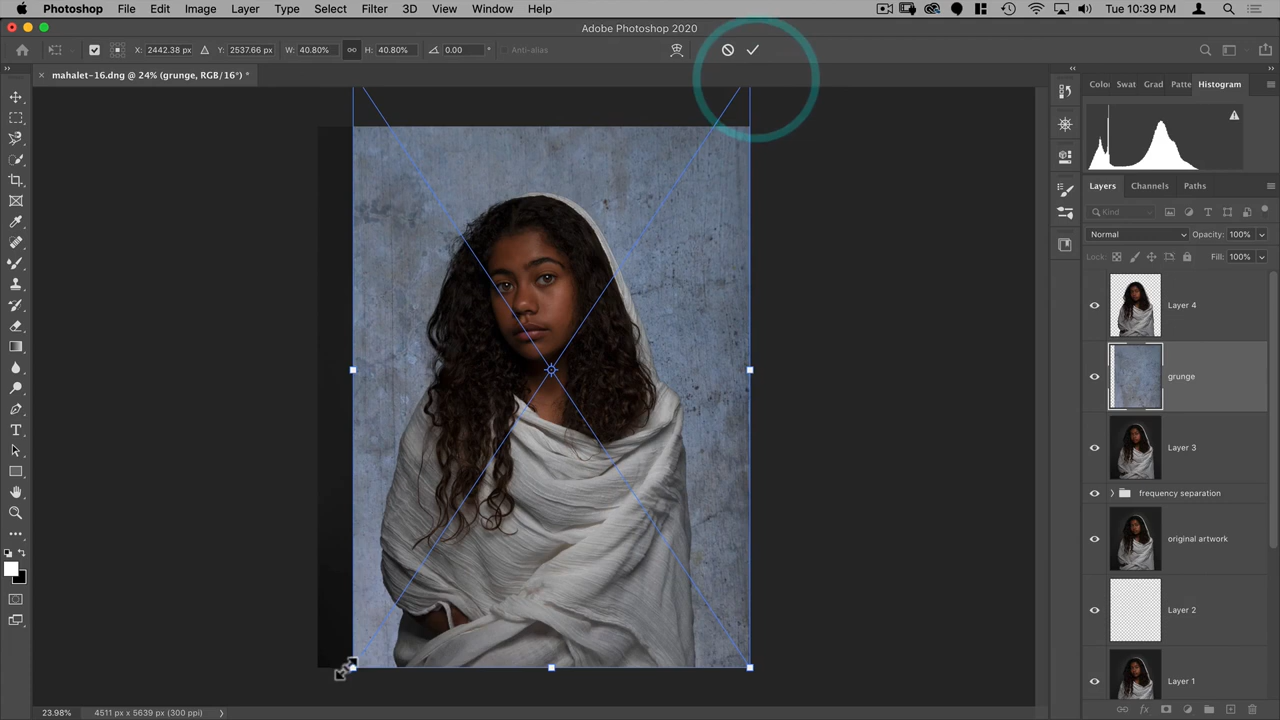 Photoshop File Edit Image Layer Type Select Filter 3D View Window Help Tue 10:39 PM
Adobe Photoshop 2020
X: 2442.38 px Y: 2537.66 px W: 40.80% H: 40.80% 0.00 ° Anti-alias
× mahalet-16.dng @ 24% (grunge, RGB/16*) *
Colo Swat Grad Patte Histogram
Layers Channels Paths
Kind
Normal Opacity: 100%
Lock: Fill: 100%
Layer 4
grunge
Layer 3
frequency separation
original artwork
Layer 2
Layer 1
23.98% 4511 px x 5639 px (300 ppi)
fx